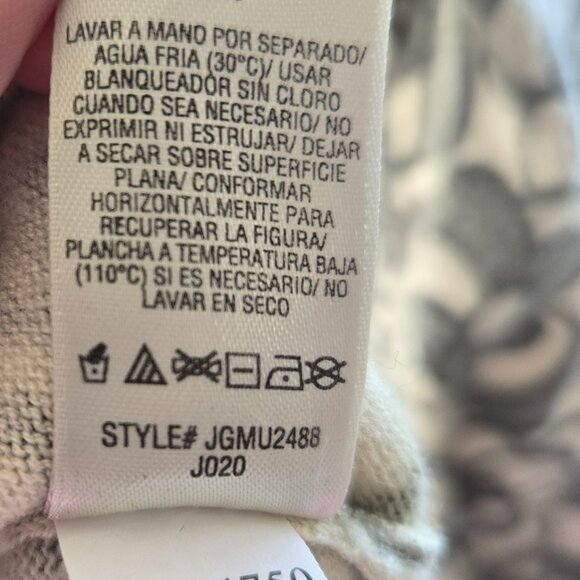 LAVAR A MANO POR SEPARADO/
AGUA FRIA (30°C)/ USAR
BLANQUEADOR SIN CLORO
CUANDO SEA NECESARIO/ NO
EXPRIMIR NI ESTRUJAR/ DEJAR
A SECAR SOBRE SUPERFICIE
PLANA/ CONFORMAR
HORIZONTALMENTE PARA
RECUPERAR LA FIGURA/
PLANCHA A TEMPERATURA BAJA
(110°C) SI ES NECESARIO/ NO
LAVAR EN SECO
STYLE# JGMU2488
J020